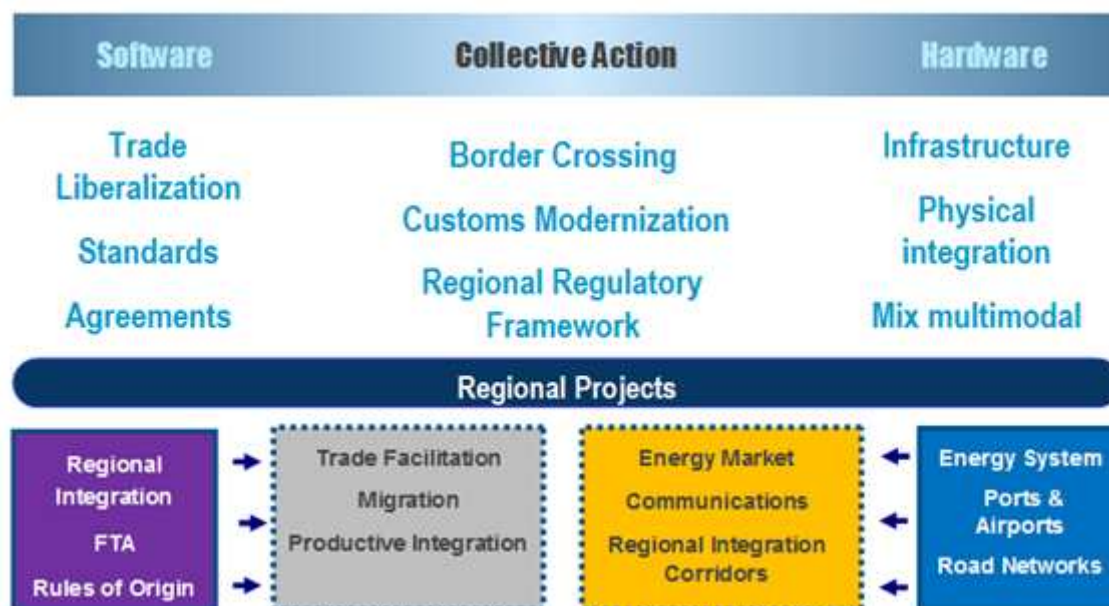 Software
Collective Action
Hardware
Trade
Liberalization
Standards
Agreements
Border Crossing
Customs Modernization
Regional Regulatory
Framework
Infrastructure
Physical
integration
Mix multimodal
Regional Projects
Regional
Integration
FTA
Rules of Origin
Trade Facilitation
Migration
Productive Integration
Energy Market
Communications
Regional Integration
Corridors
Energy System
Ports &
Airports
Road Networks